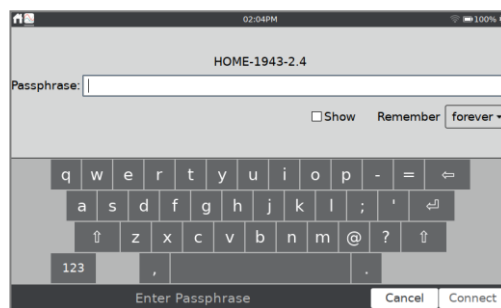 02:04PM 100%
HOME-1943-2.4
Passphrase:
Show Remember forever
q w e r t y u i o p - =
a s d f g h j k l ; '
z x c v b n m @ ?
123 , .
Enter Passphrase Cancel Connect